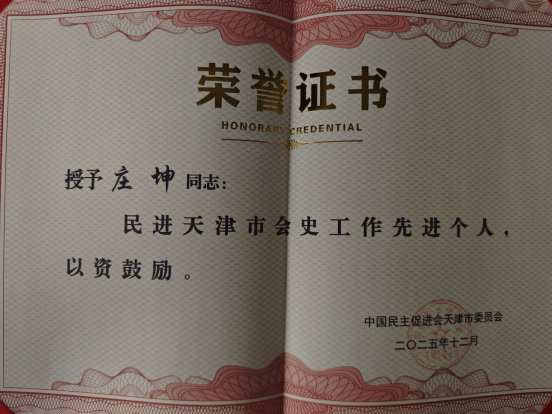 荣誉证书
HONORARY CREDENTIAL
授予庄 坤同志：
民进天津市会史工作先进个人，
以资鼓励。
中国民主促进会天津市委员会
二〇二五年十二月